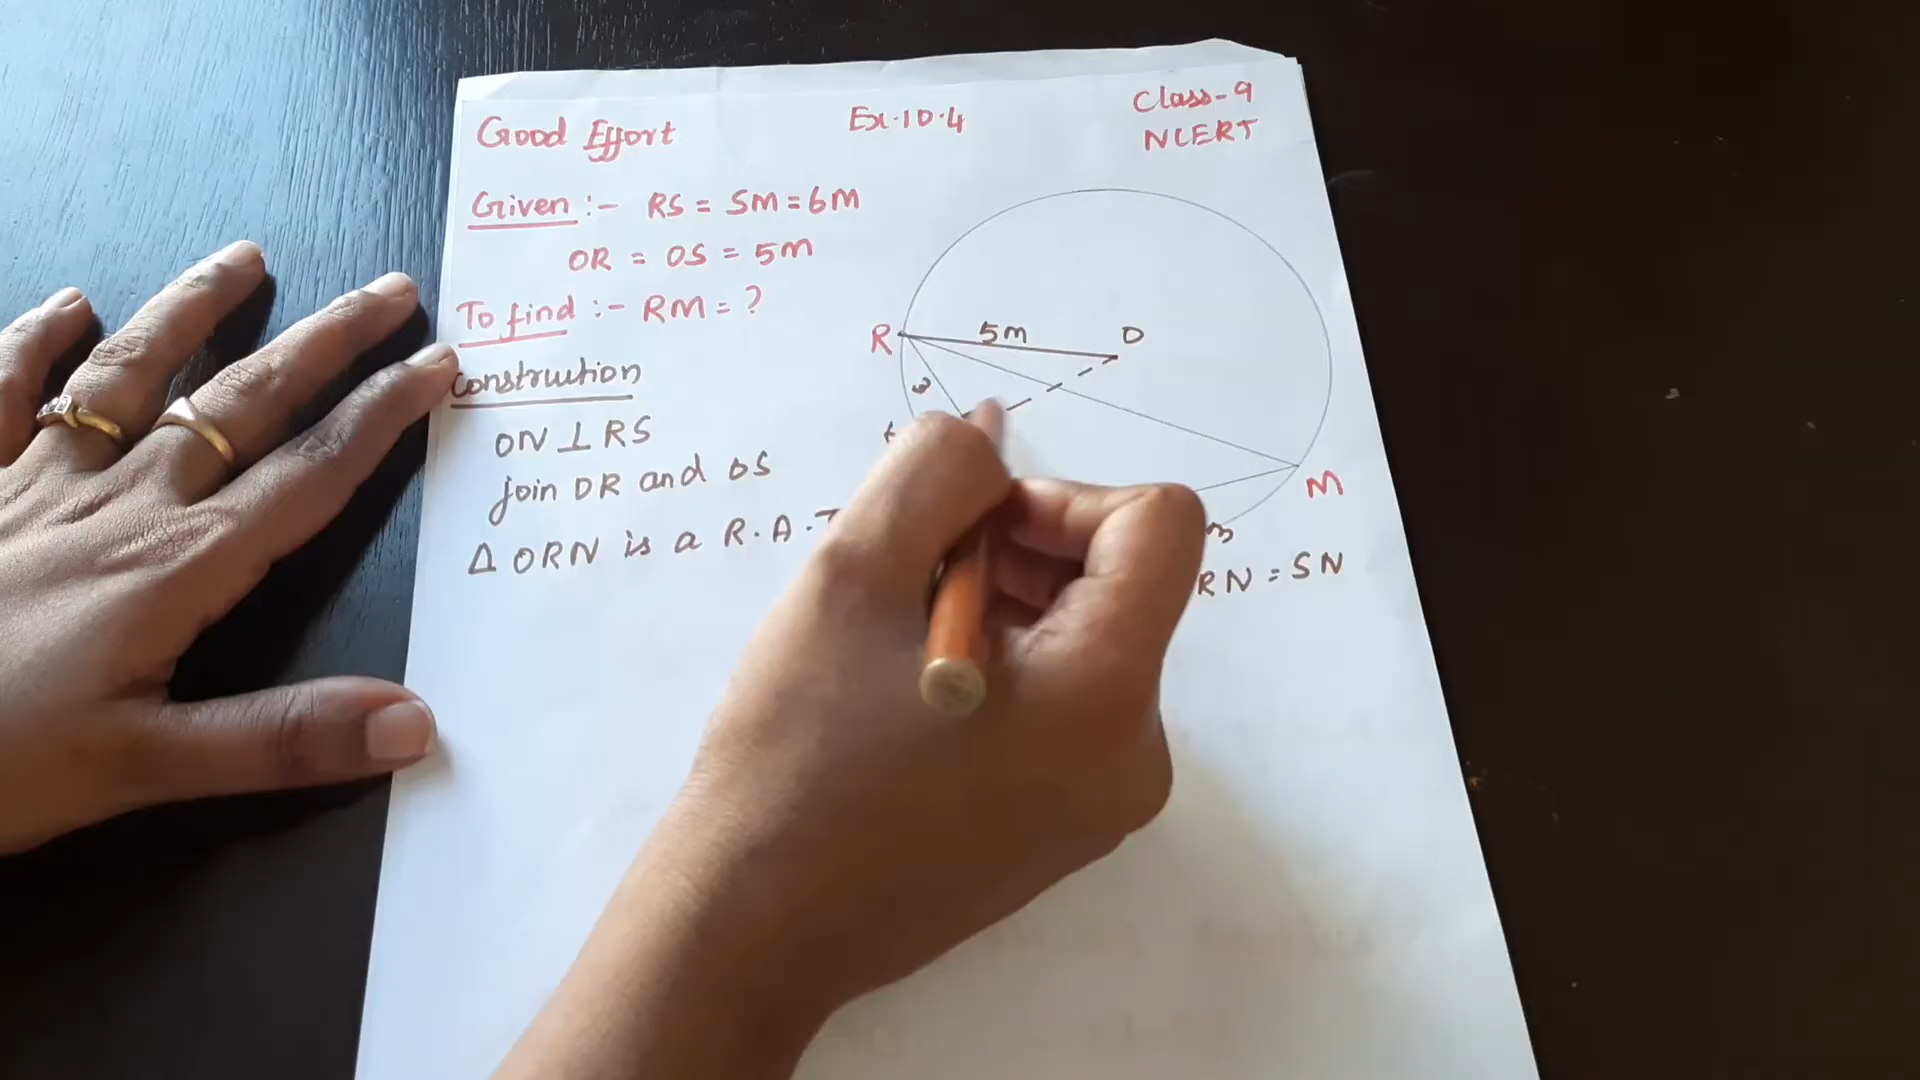 Good Effort
Ex.10.4
Class-9
NCERT
Given :- RS = SM = 6M
OR = OS = 5M
To find :- RM = ?
Construction
ON ⊥ RS
join OR and OS
Δ ORN is a R.A.T
R
5m
O
3
M
m
RN = SN